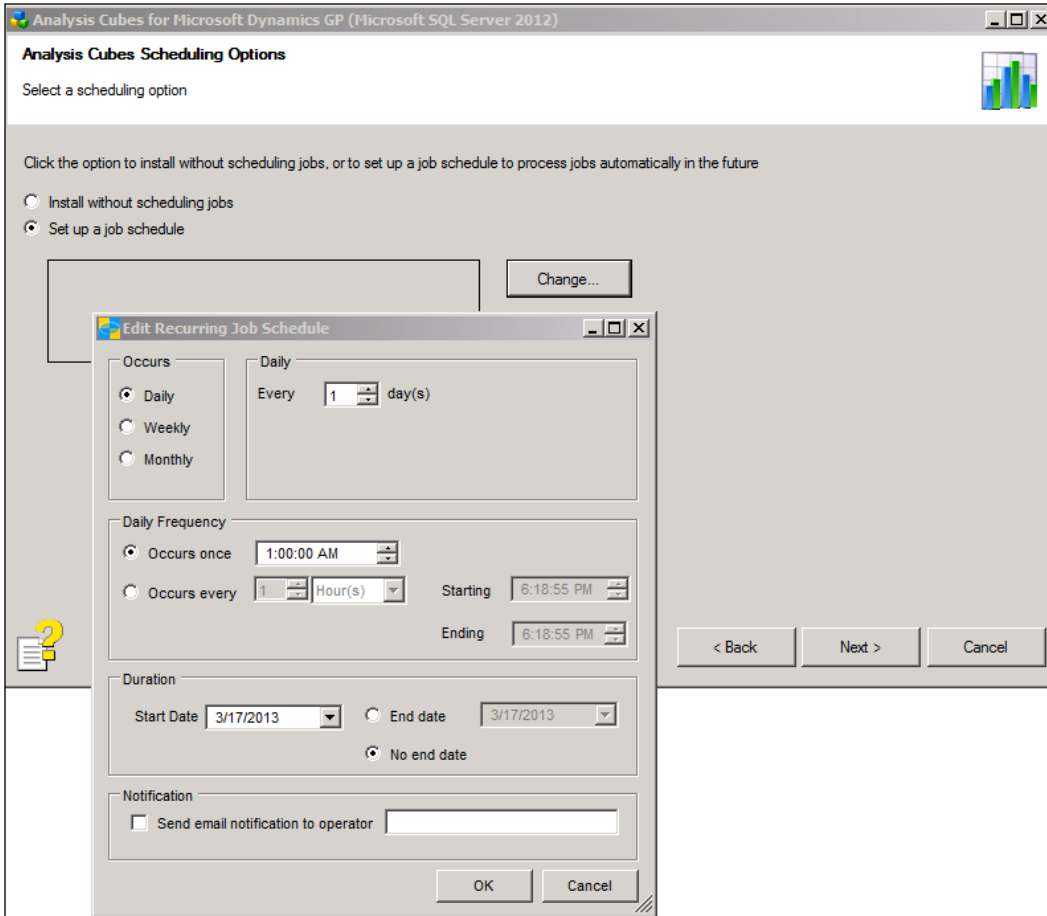 Analysis Cubes for Microsoft Dynamics GP (Microsoft SQL Server 2012)
Analysis Cubes Scheduling Options
Select a scheduling option
Click the option to install without scheduling jobs, or to set up a job schedule to process jobs automatically in the future
Install without scheduling jobs
Set up a job schedule
Change...
Edit Recurring Job Schedule
Occurs
Daily
Weekly
Monthly
Daily
Every 1 day(s)
Daily Frequency
Occurs once 1:00:00 AM
Occurs every 1 Hour(s) Starting 6:18:55 PM
Ending 6:18:55 PM
< Back Next > Cancel
Duration
Start Date 3/17/2013 End date 3/17/2013
No end date
Notification
Send email notification to operator
OK Cancel